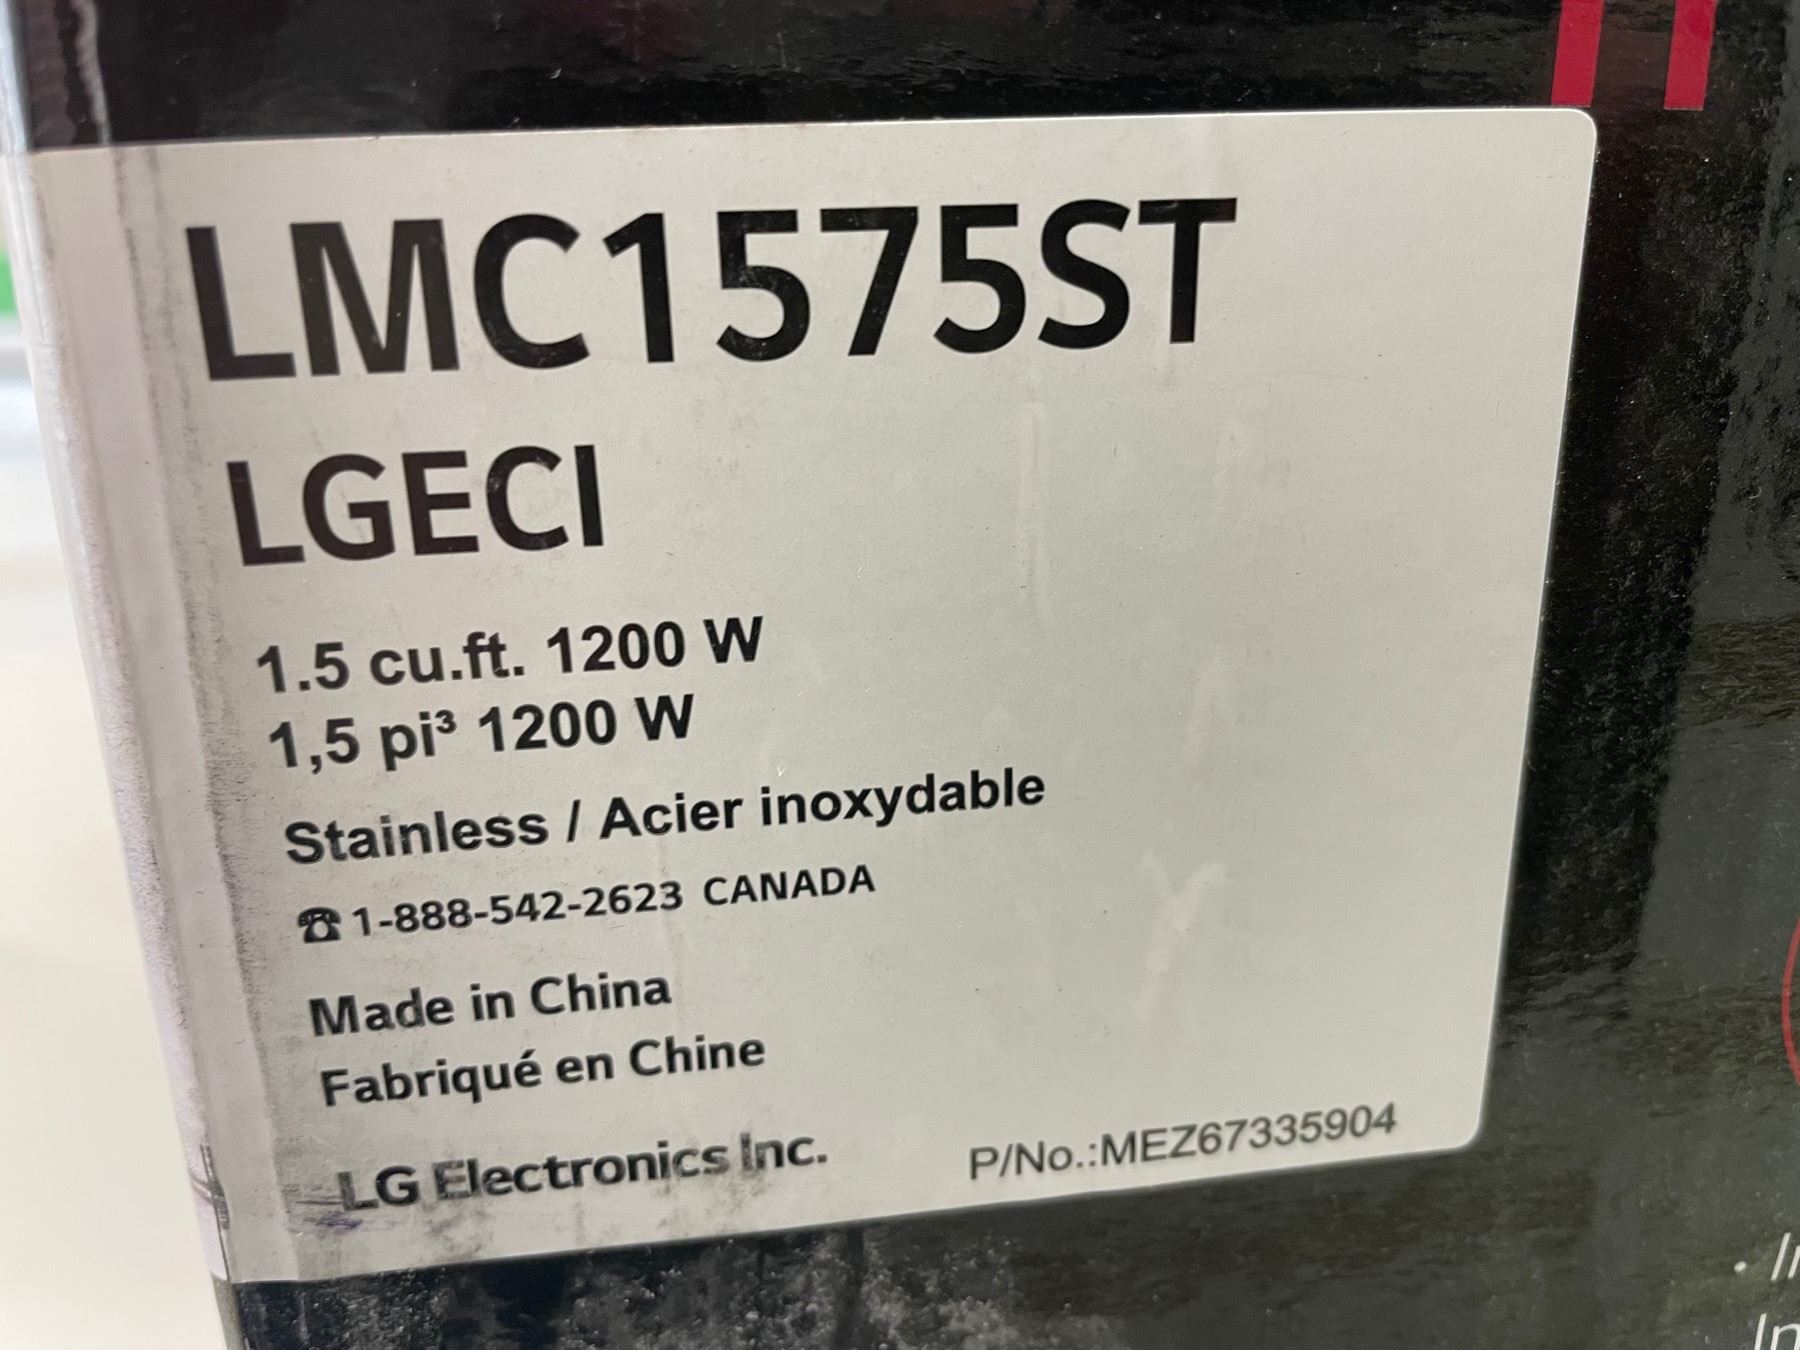 LMC1575ST
LGECI
1.5 cu.ft. 1200 W
1,5 pi³ 1200 W
Stainless / Acier inoxydable
☎ 1-888-542-2623 CANADA
Made in China
Fabriqué en Chine
LG Electronics Inc. P/No.:MEZ67335904